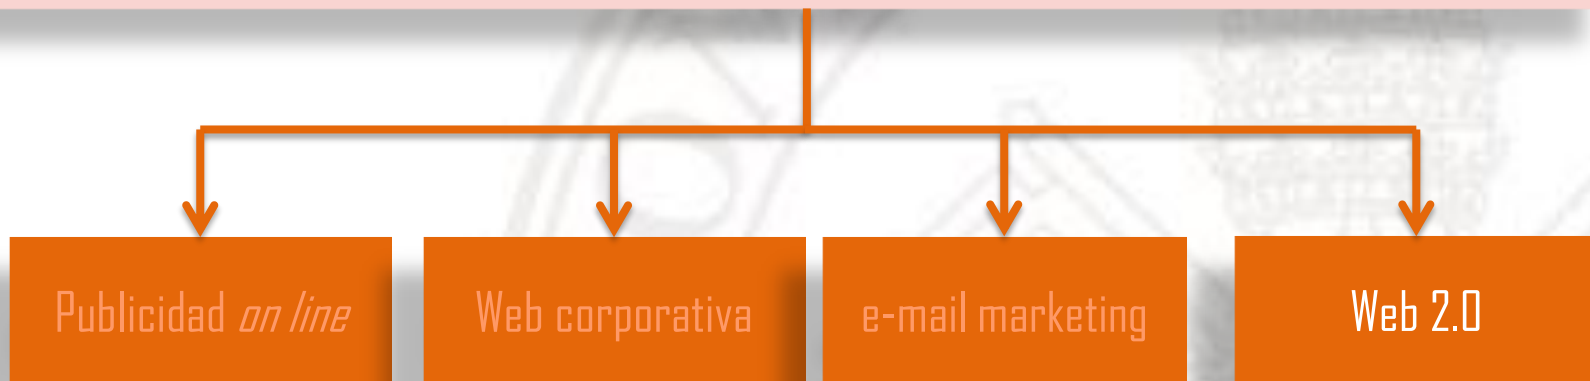 Publicidad on line
Web corporativa
e-mail marketing
Web 2.0